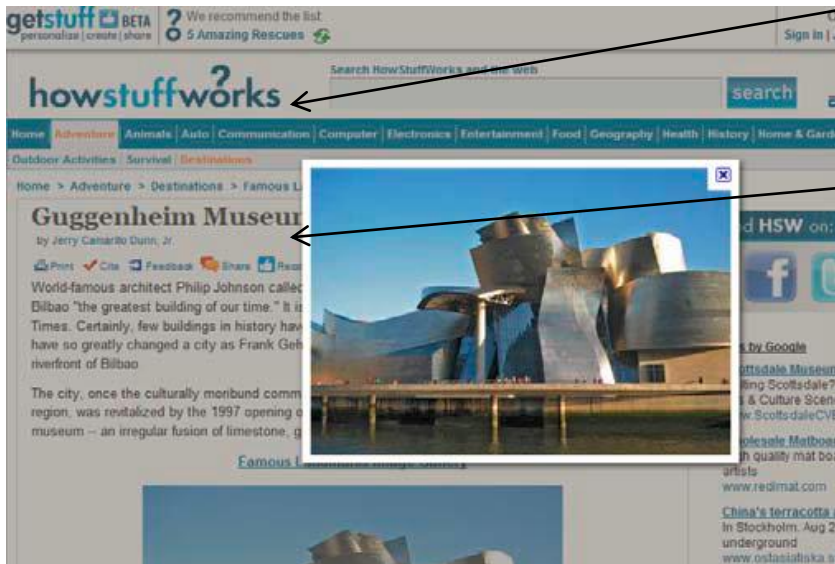 getstuff BETA
personalize | create | share
We recommend the list
5 Amazing Rescues
Sign In |
howstuffworks
Search HowStuffWorks and the web
search
Home Adventure Animals Auto Communication Computer Electronics Entertainment Food Geography Health History Home & Gard
Outdoor Activities Survival Destinations
Home > Adventure > Destinations > Famous L
Guggenheim Museum
by Jerry Camarillo Dunn, Jr.
Print Cite Feedback Share
World-famous architect Philip Johnson called
Bilbao "the greatest building of our time." It is
Times. Certainly, few buildings in history hav
have so greatly changed a city as Frank Geh
riverfront of Bilbao
The city, once the culturally moribund comm
region, was revitalized by the 1997 opening o
museum -- an irregular fusion of limestone, g
Famous Landmarks Image Gallery
d HSW on:
s by Google
ottsdale Museum
iting Scottsdale?
s & Culture Scen
w.ScottsdaleCV
olesale Matboa
gh quality mat boa
artists
www.redimat.com
China's terracotta a
In Stockholm. Aug 2
underground
www.ostasiatiska.s